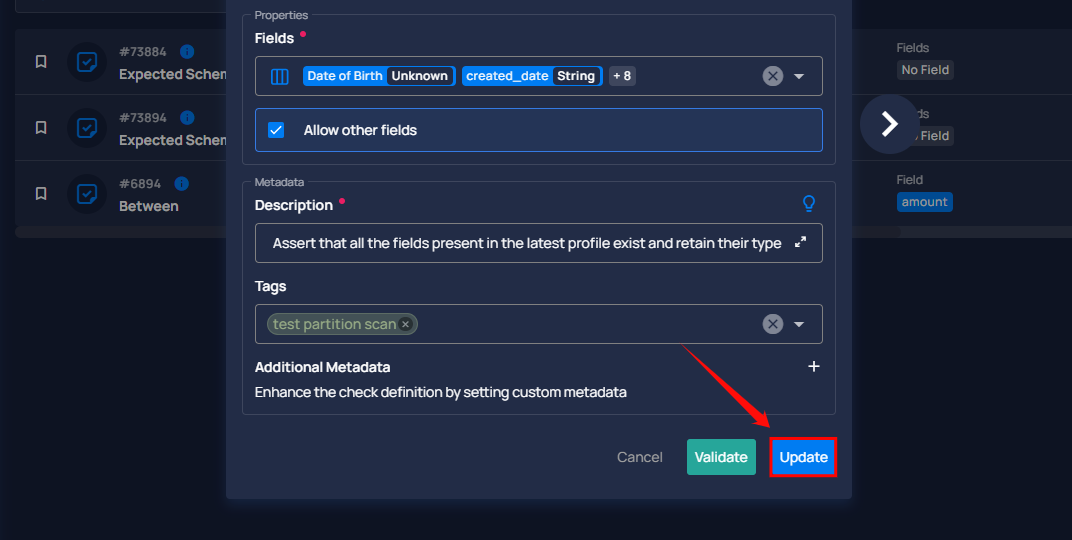 Properties
Fields
Date of Birth Unknown created_date String + 8
Allow other fields
Metadata
Description
Assert that all the fields present in the latest profile exist and retain their type
Tags
test partition scan
Additional Metadata
Enhance the check definition by setting custom metadata
Cancel Validate Update
#73884
Expected Schem
#73894
Expected Schem
#6894
Between
Fields
No Field
ds
Field
Field
amount